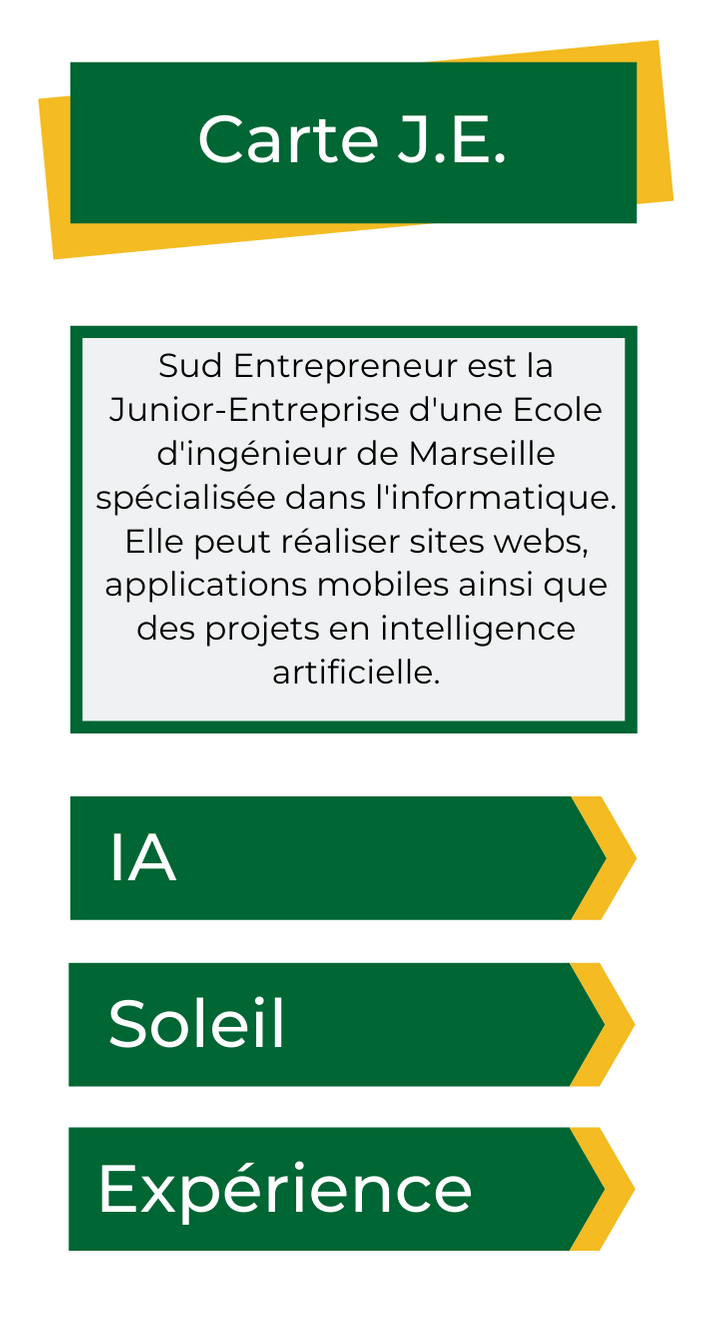 Carte J.E.
Sud Entrepreneur est la
Junior-Entreprise d'une Ecole
d'ingénieur de Marseille
spécialisée dans l'informatique.
Elle peut réaliser sites webs,
applications mobiles ainsi que
des projets en intelligence
artificielle.
IA
Soleil
Expérience